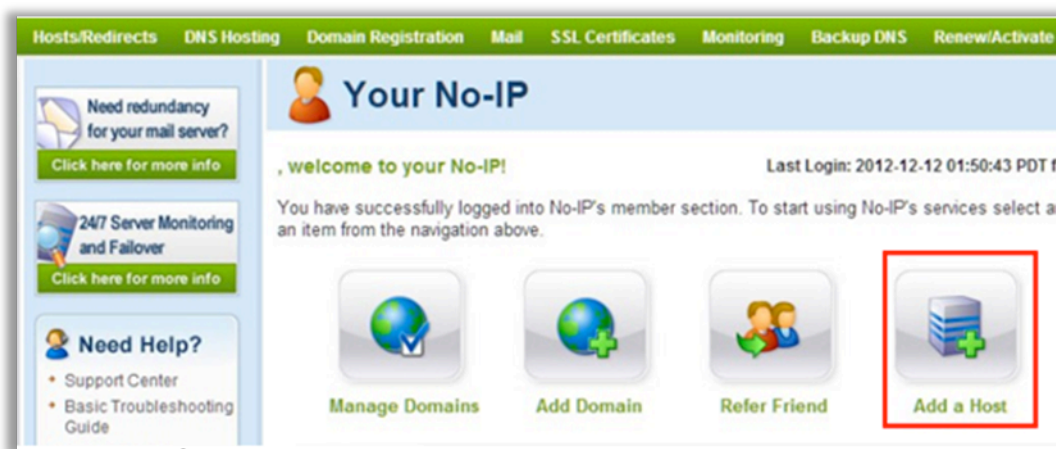 Hosts/Redirects DNS Hosting Domain Registration Mail SSL Certificates Monitoring Backup DNS Renew/Activate
Need redundancy
for your mail server?
Click here for more info
24/7 Server Monitoring
and Failover
Click here for more info
Need Help?
Support Center
Basic Troubleshooting
Guide
Your No-IP
, welcome to your No-IP!
Last Login: 2012-12-12 01:50:43 PDT
You have successfully logged into No-IP's member section. To start using No-IP's services select
an item from the navigation above.
Manage Domains
Add Domain
Refer Friend
Add a Host